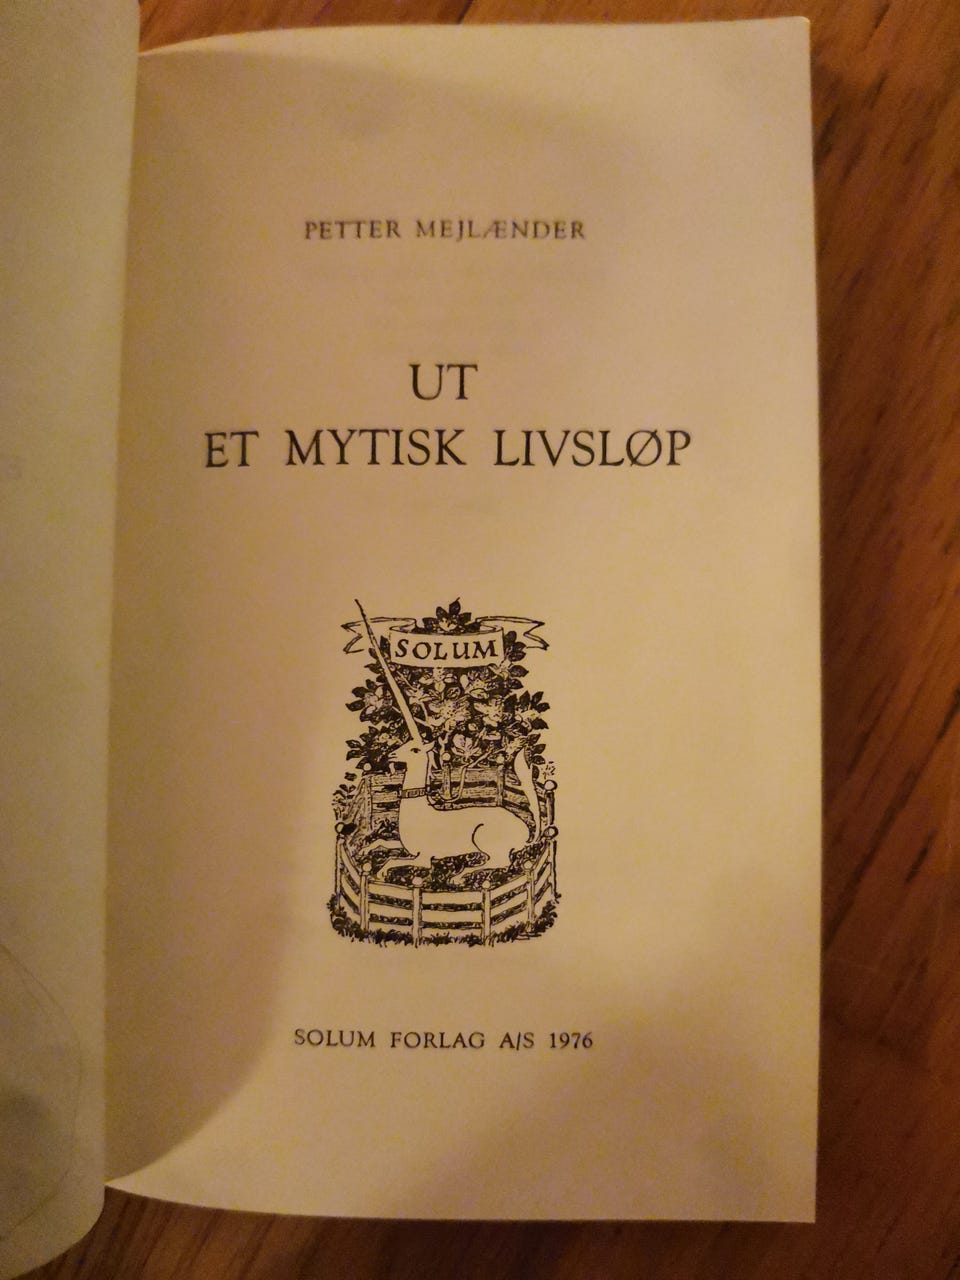 PETTER MEJLÆNDER
UT
ET MYTISK LIVSLØP
SOLUM
SOLUM FORLAG A/S 1976